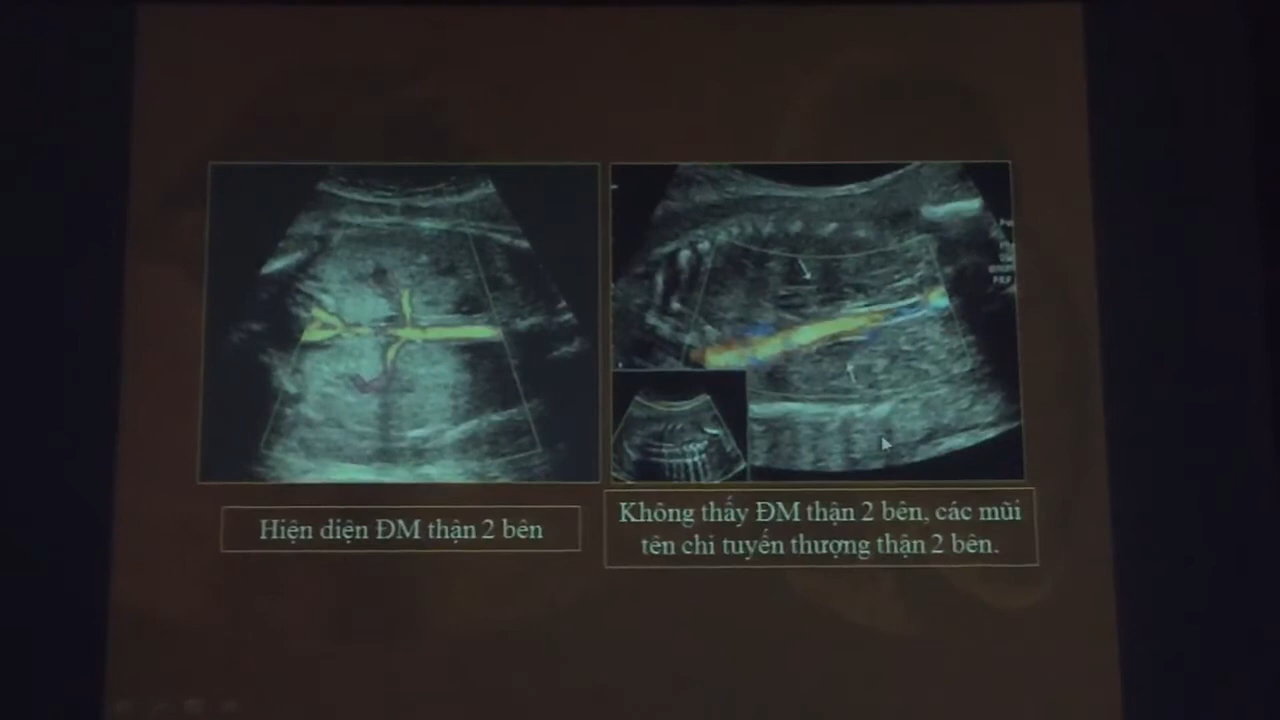 Hiện diện ĐM thận 2 bên
Không thấy ĐM thận 2 bên, các mũi
tên chỉ tuyến thượng thận 2 bên.